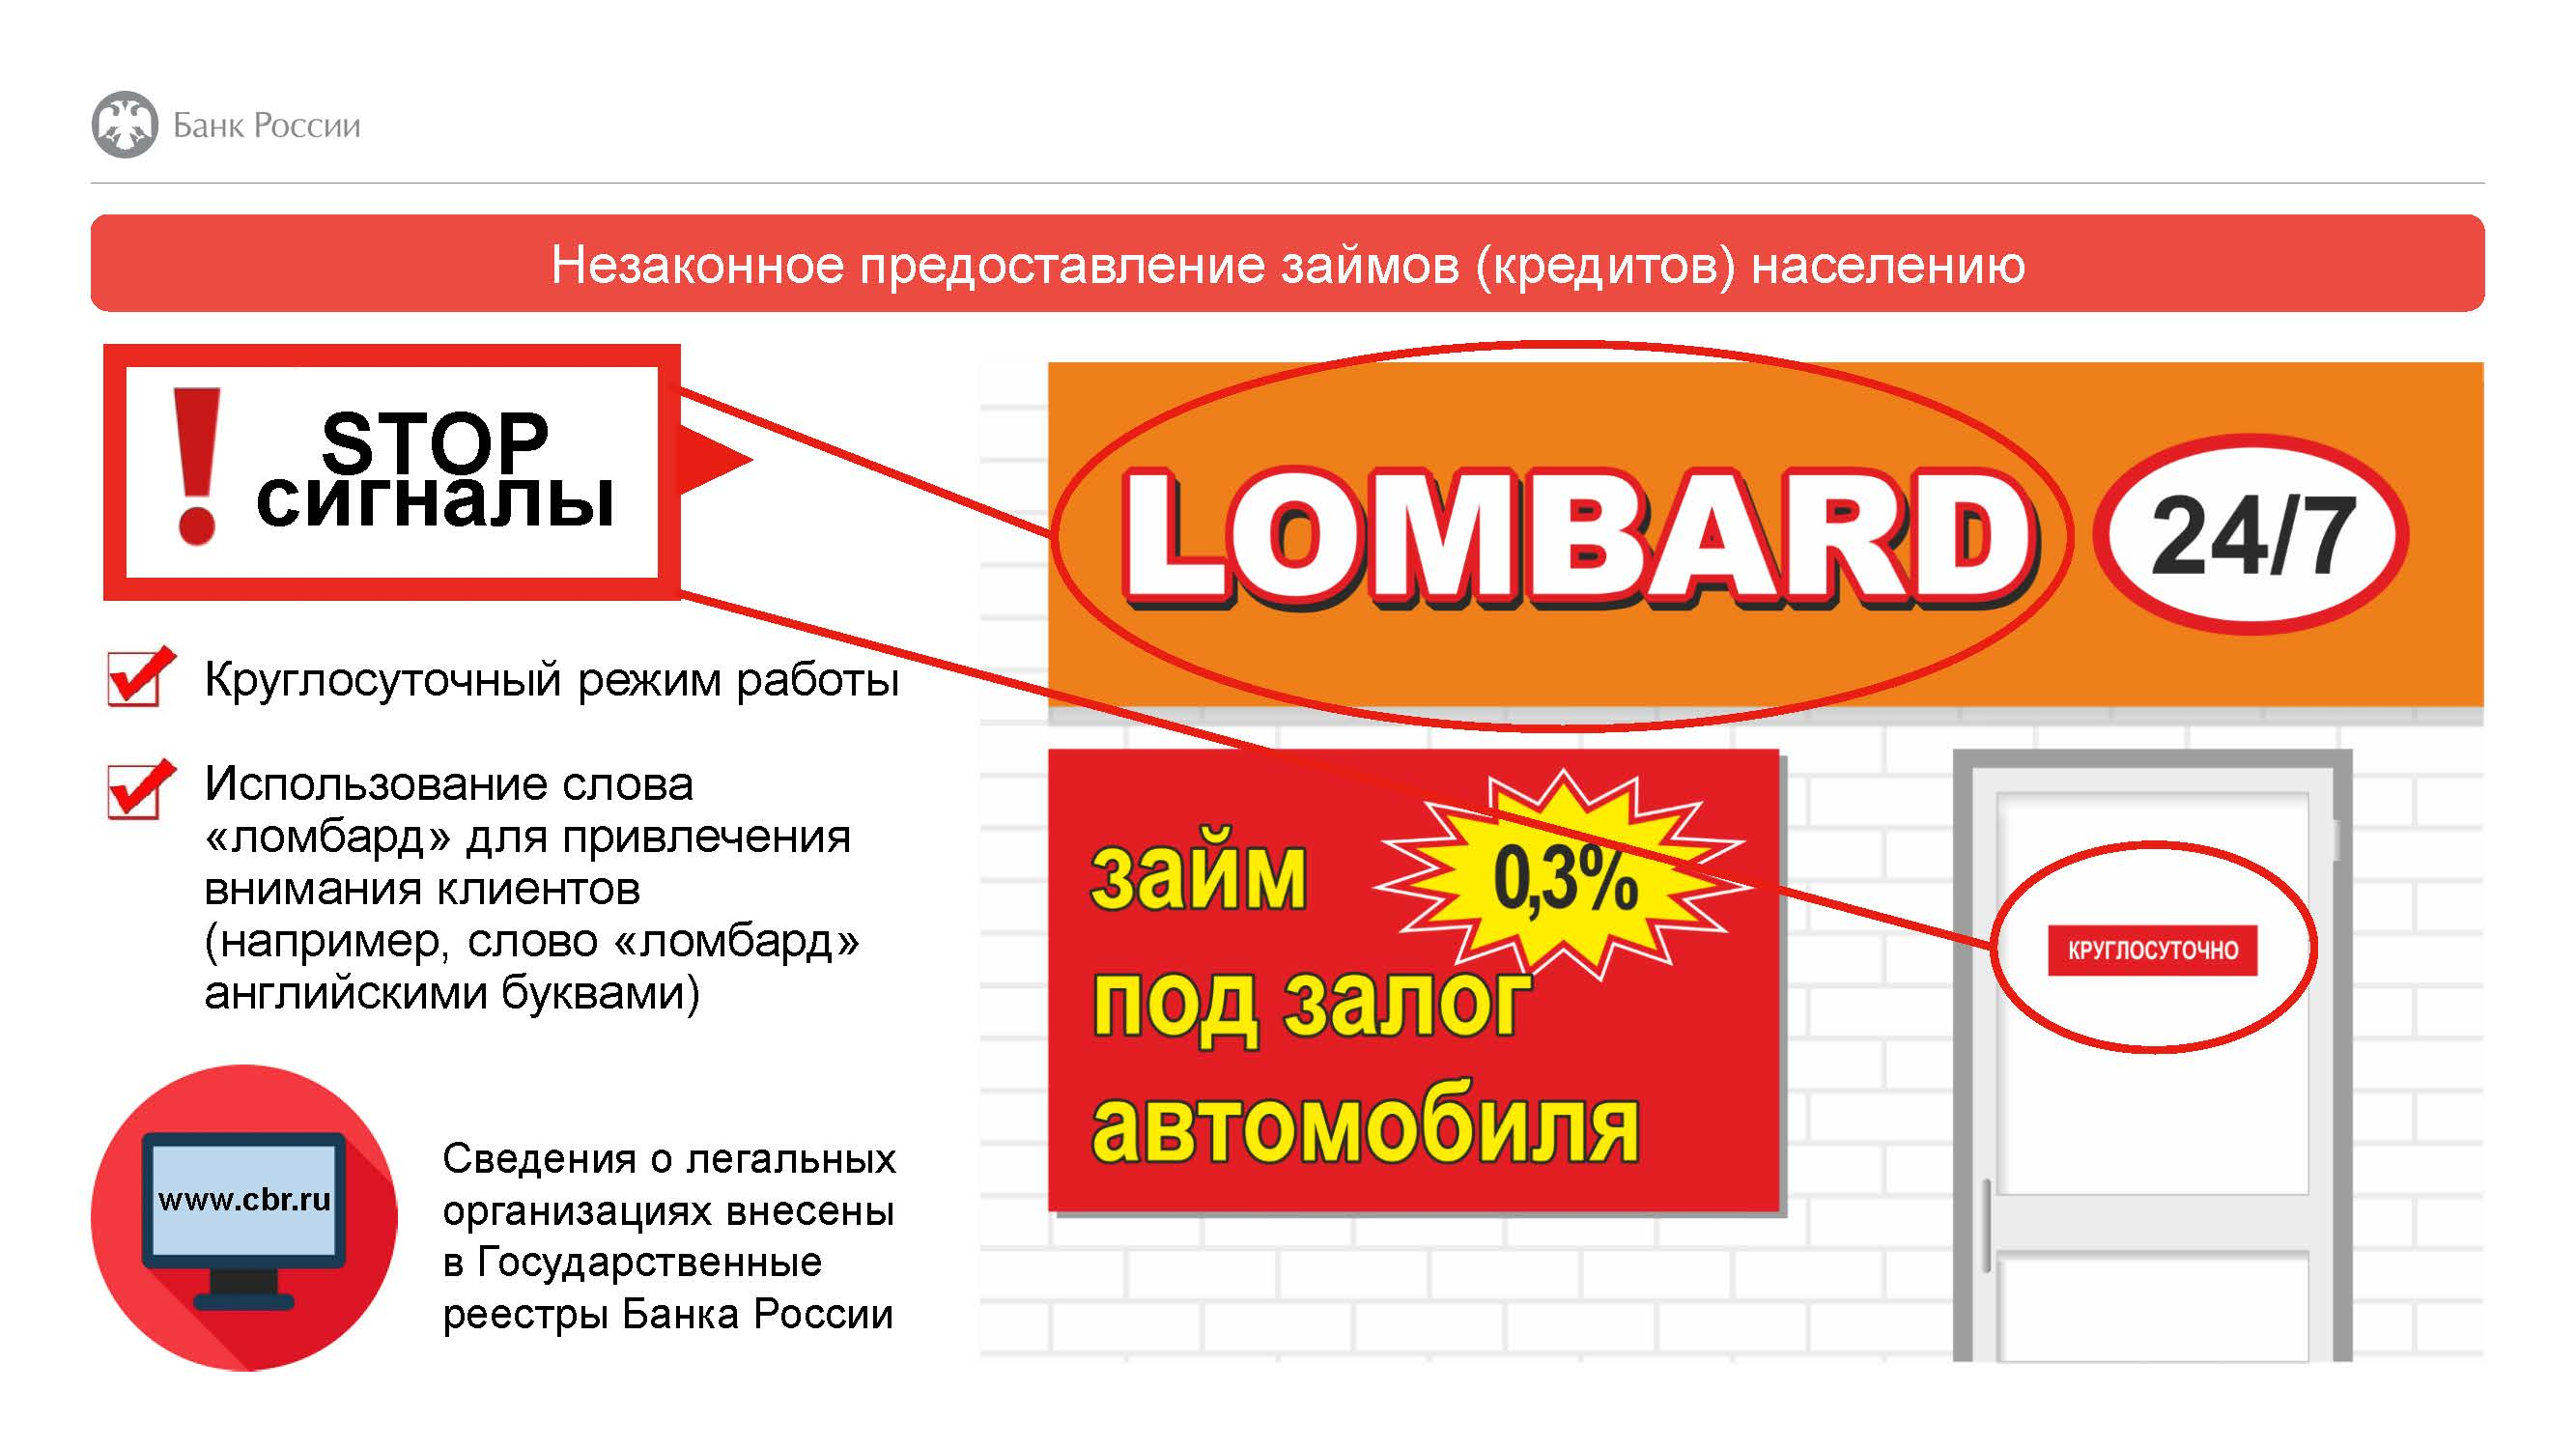 Банк России
Незаконное предоставление займов (кредитов) населению
STOP
сигналы
Круглосуточный режим работы
Использование слова
«ломбард» для привлечения
внимания клиентов
(например, слово «ломбард»
английскими буквами)
www.cbr.ru
Сведения о легальных
организациях внесены
в Государственные
реестры Банка России
LOMBARD
24/7
займ
0,3%
под залог
автомобиля
КРУГЛОСУТОЧНО